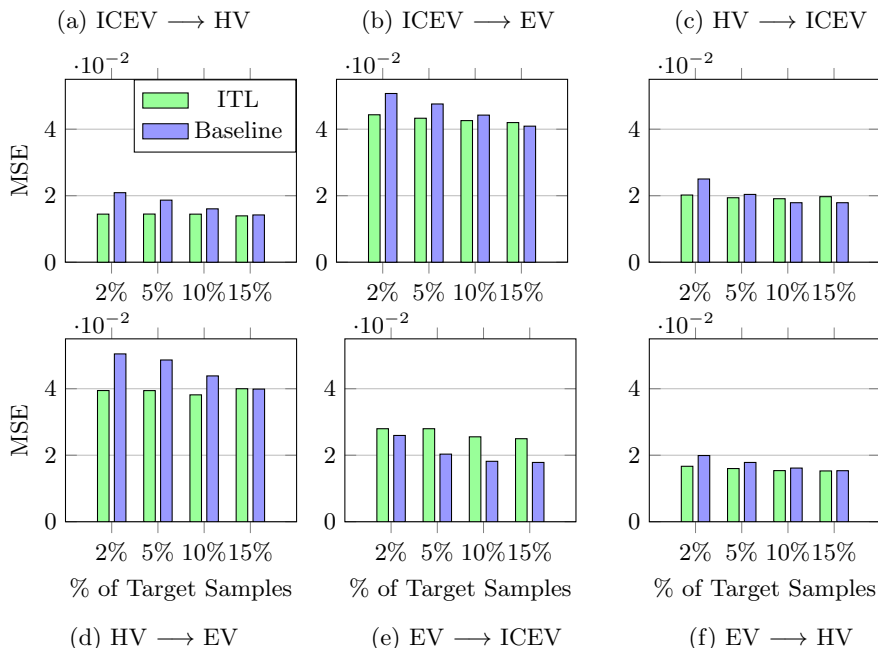 (a) ICEV → HV
(b) ICEV → EV
(c) HV → ICEV
·10⁻²
·10⁻²
·10⁻²
ITL
Baseline
MSE
4
2
0
4
2
0
4
2
0
2% 5% 10% 15%
2% 5% 10% 15%
2% 5% 10% 15%
·10⁻²
·10⁻²
·10⁻²
MSE
4
2
0
4
2
0
4
2
0
2% 5% 10% 15%
2% 5% 10% 15%
2% 5% 10% 15%
% of Target Samples
% of Target Samples
% of Target Samples
(d) HV → EV
(e) EV → ICEV
(f) EV → HV